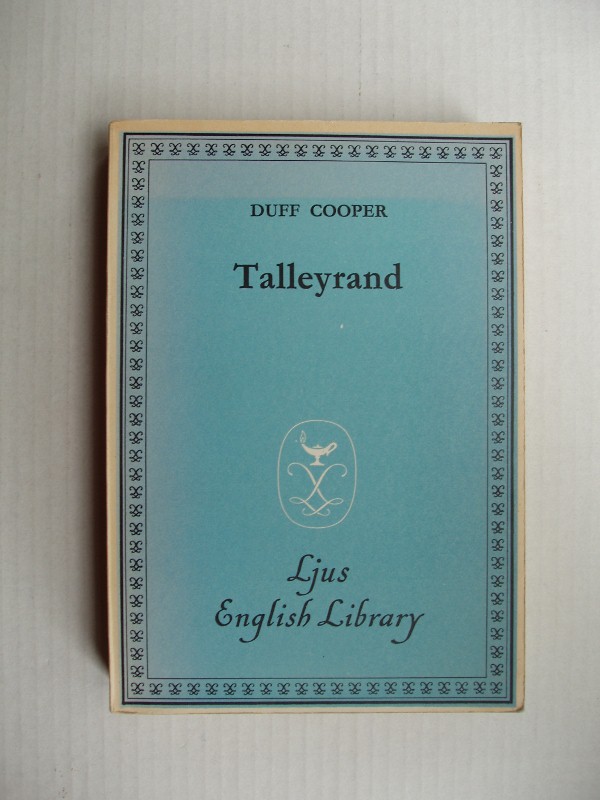 DUFF COOPER
Talleyrand
Ljus
English Library